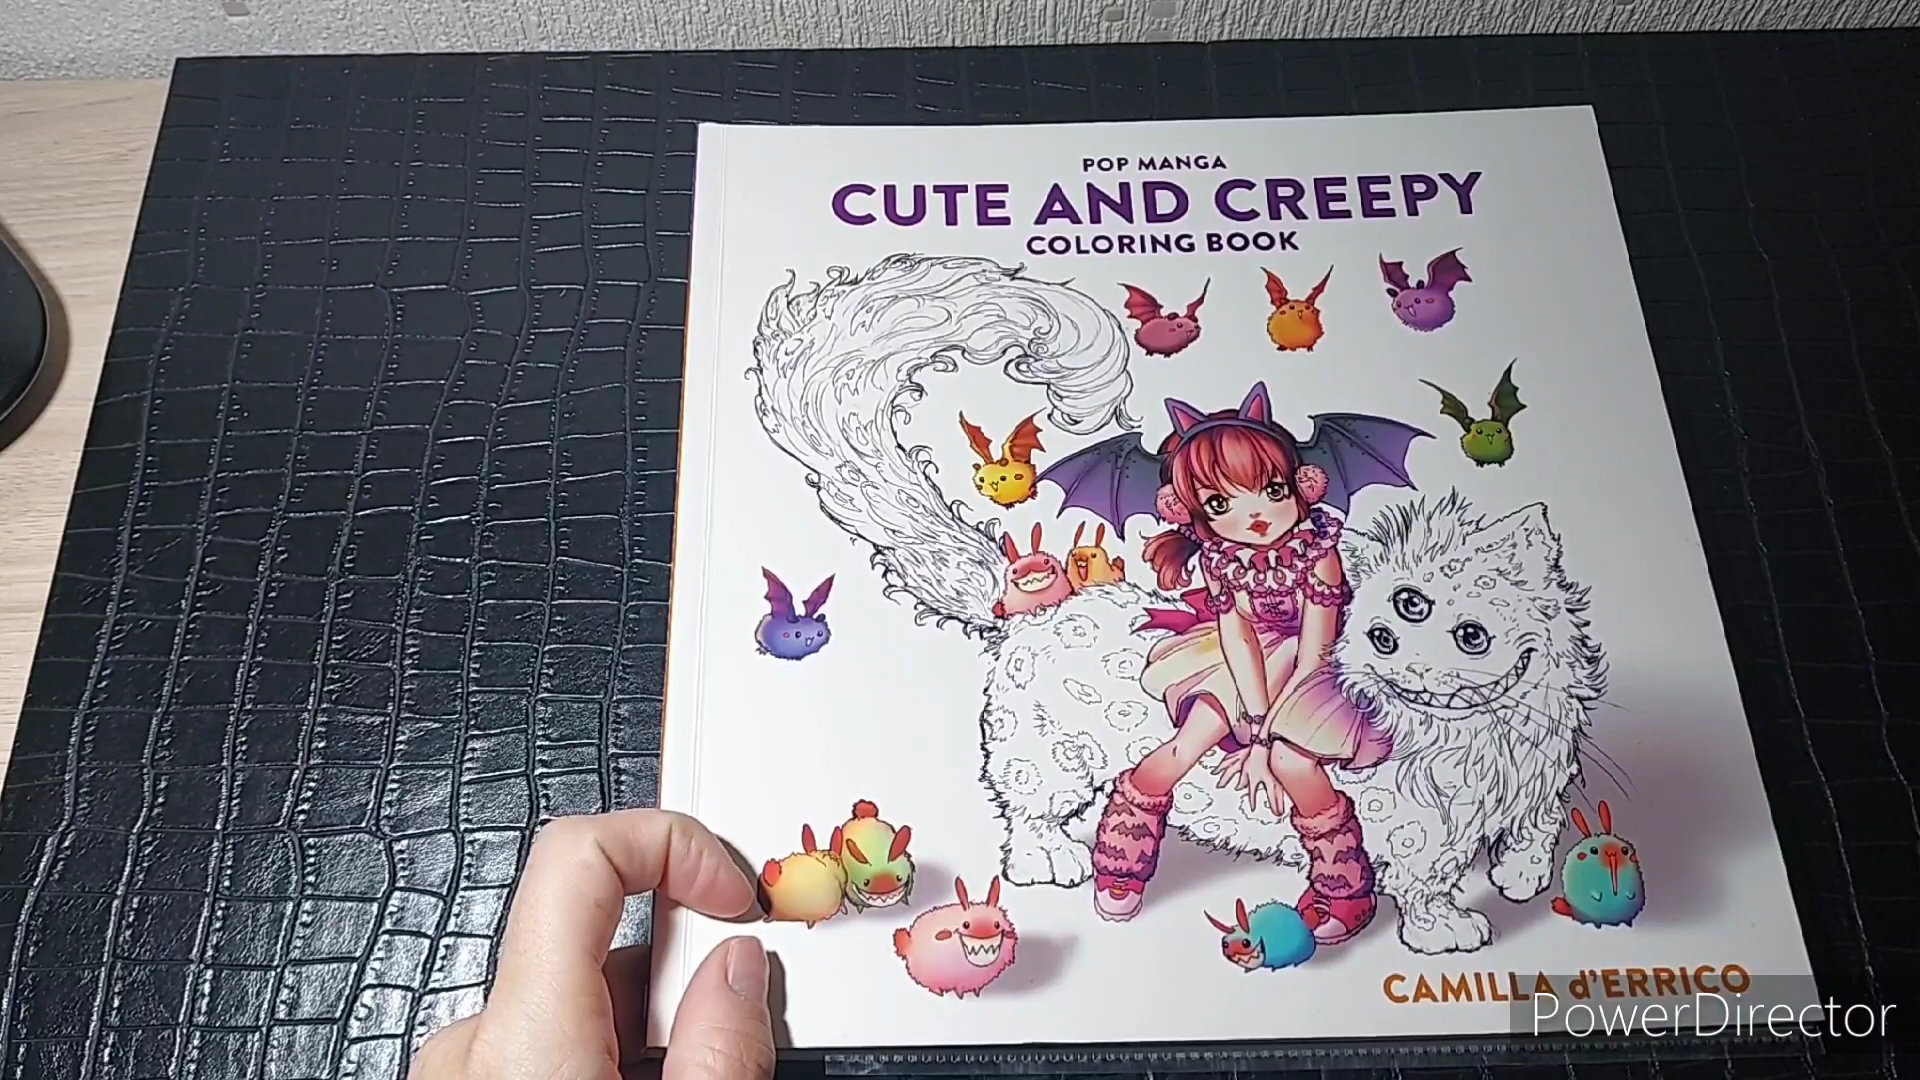 POP MANGA
CUTE AND CREEPY
COLORING BOOK
CAMILLA d'ERRICO
PowerDirector